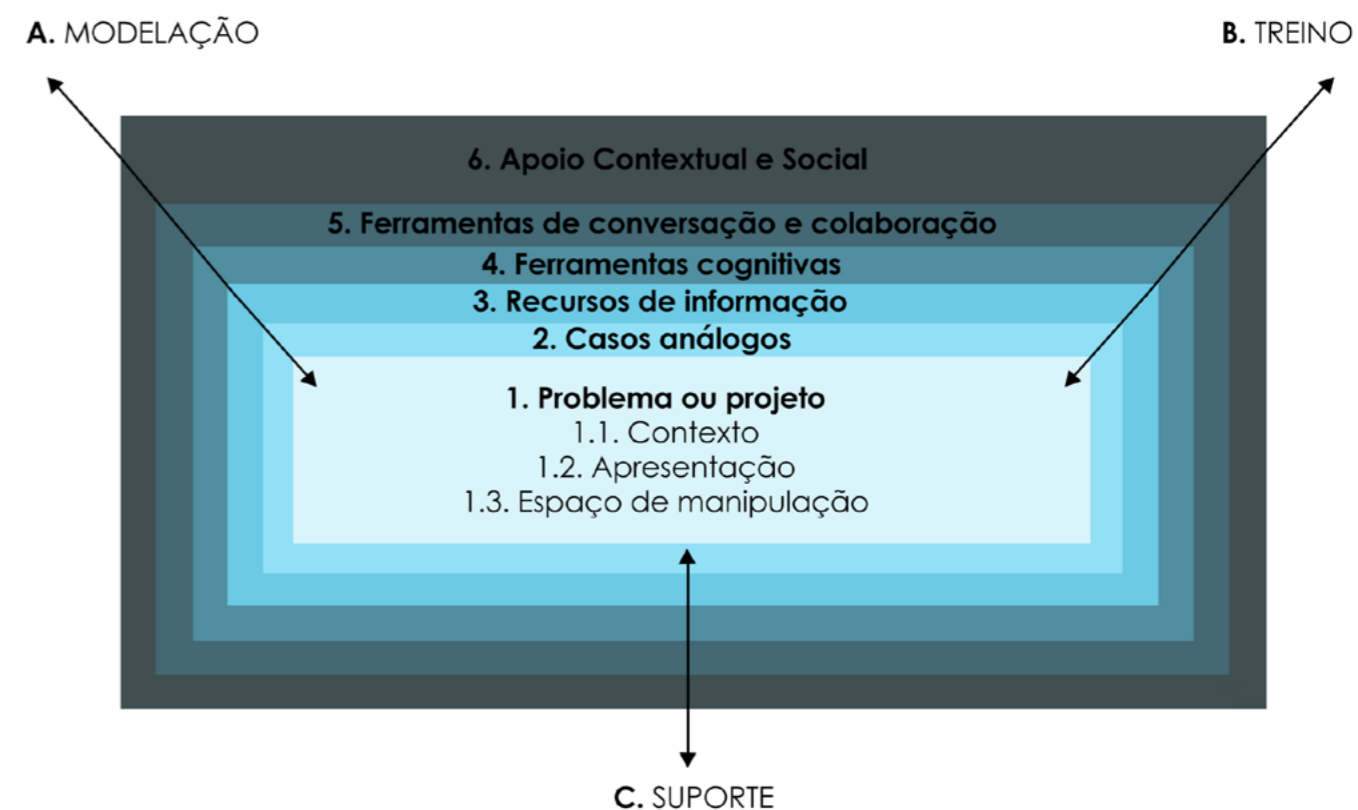 A. MODELAÇÃO
B. TREINO
6. Apoio Contextual e Social
5. Ferramentas de conversação e colaboração
4. Ferramentas cognitivas
3. Recursos de informação
2. Casos análogos
1. Problema ou projeto
1.1. Contexto
1.2. Apresentação
1.3. Espaço de manipulação
C. SUPORTE